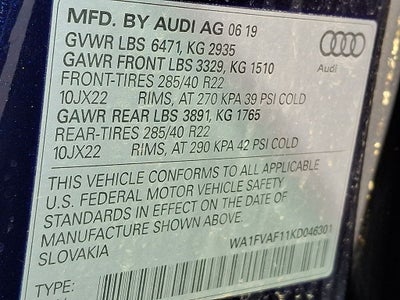 MFD. BY AUDI AG 06 19
GVWR LBS 6471, KG 2935
GAWR FRONT LBS 3329, KG 1510
FRONT-TIRES 285/40 R22
10JX22 RIMS, AT 270 KPA 39 PSI COLD
GAWR REAR LBS 3891, KG 1765
REAR-TIRES 285/40 R22
10JX22 RIMS, AT 290 KPA 42 PSI COLD
Audi
THIS VEHICLE CONFORMS TO ALL APPLICABLE
U.S. FEDERAL MOTOR VEHICLE SAFETY
STANDARDS IN EFFECT ON THE DATE OF
MANUFACTURE SHOWN ABOVE.
SLOVAKIA
WA1FVAF11KD046301
TYPE: